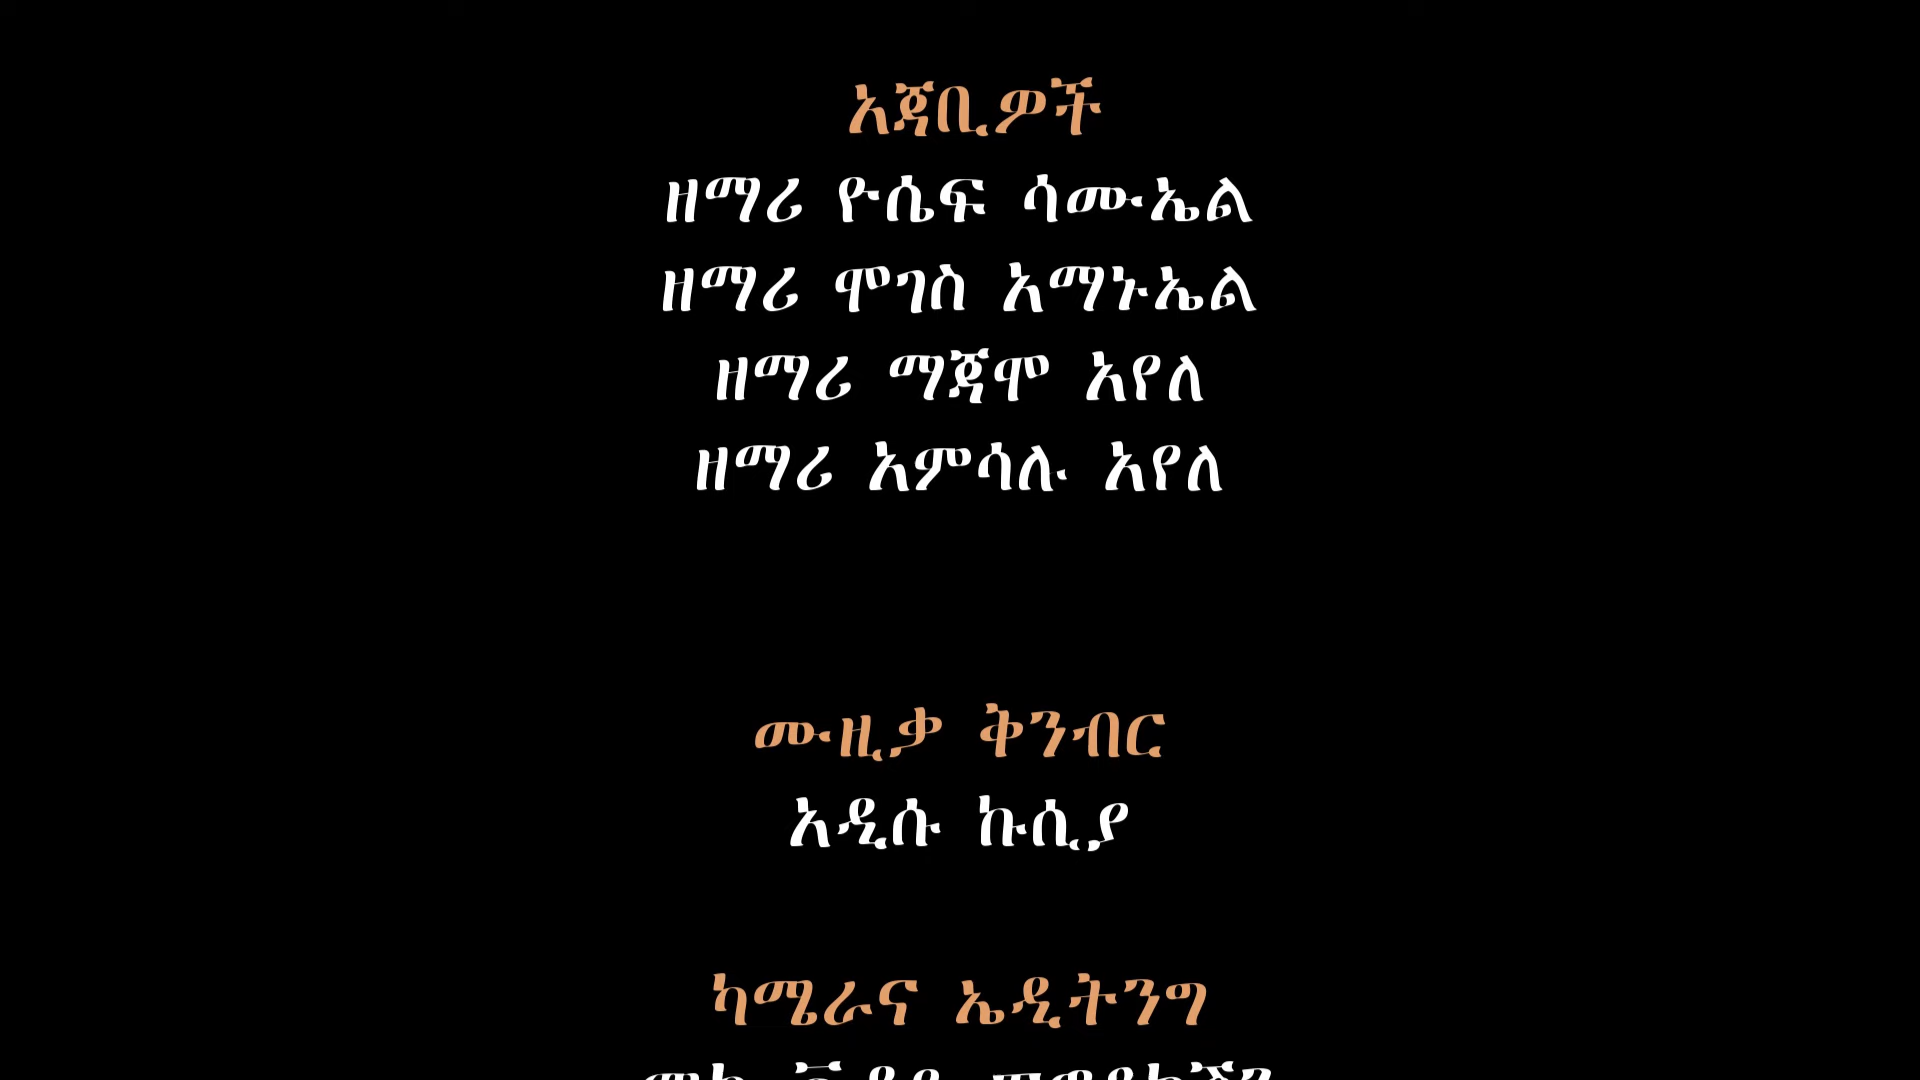 አጃቢዎች
ዘማሪ ዮሴፍ ሳሙኤል
ዘማሪ ሞገስ አማኑኤል
ዘማሪ ማጃሞ አየለ
ዘማሪ አምሳሉ አየለ
ሙዚቃ ቅንብር
አዲሱ ኩሲያ
ካሜራና ኤዲትንግ